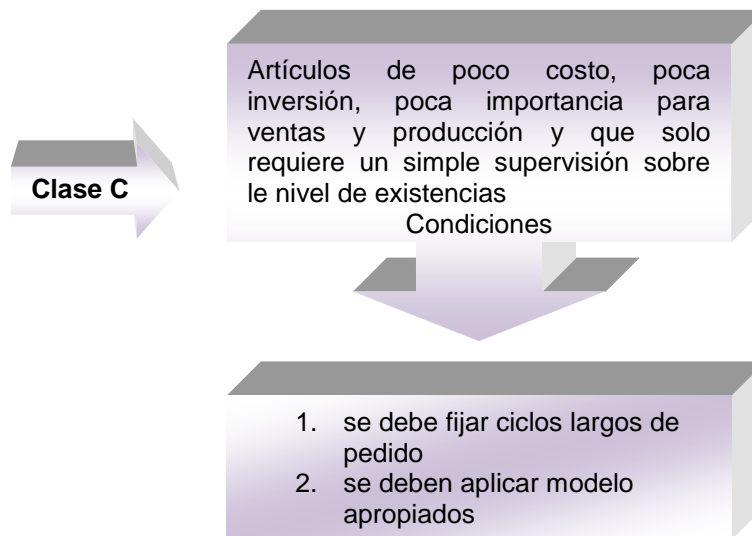 Artículos de poco costo, poca
inversión, poca importancia para
ventas y producción y que solo
requiere un simple supervisión sobre
le nivel de existencias
Condiciones
Clase C
1. se debe fijar ciclos largos de
pedido
2. se deben aplicar modelo
apropiados